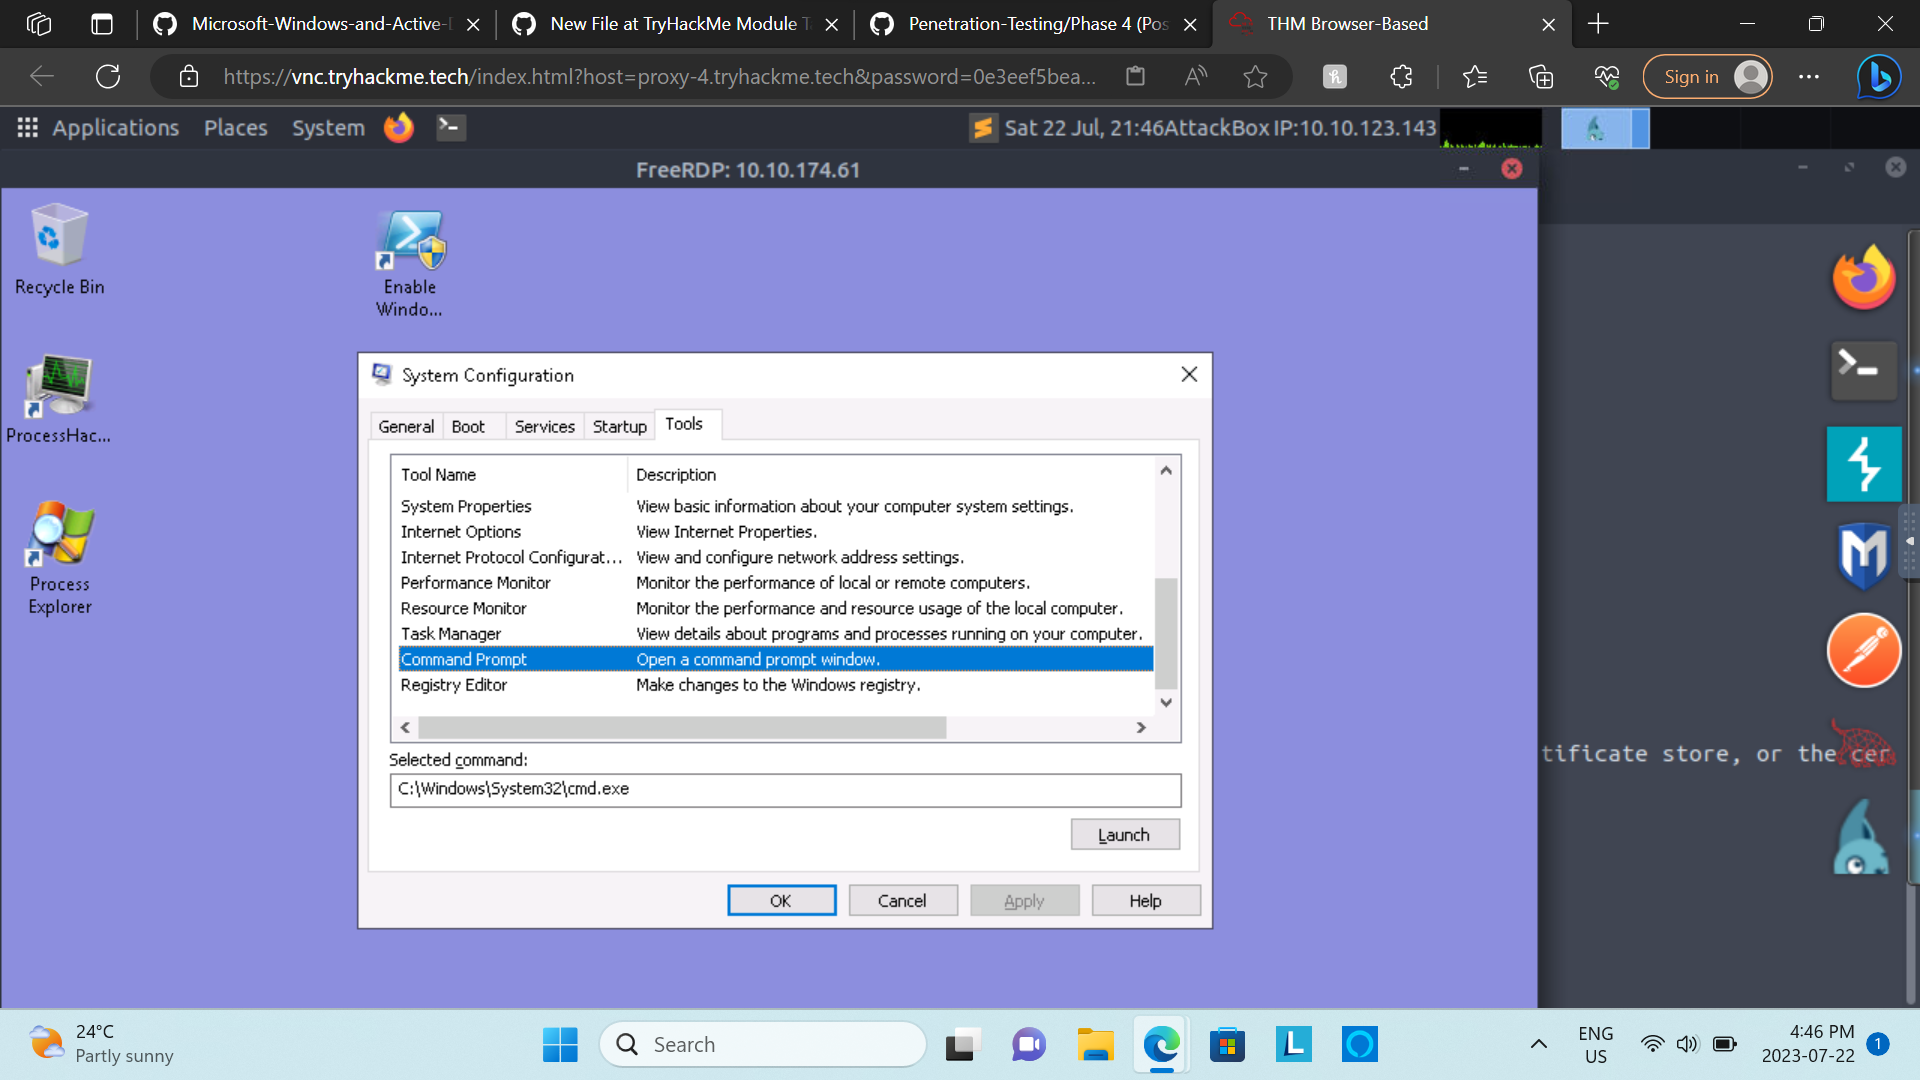 Microsoft-Windows-and-Active-D
New File at TryHackMe Module T
Penetration-Testing/Phase 4 (Pos
THM Browser-Based
https://vnc.tryhackme.tech/index.html?host=proxy-4.tryhackme.tech&password=0e3eef5bea...
Sign in
Applications Places System
Sat 22 Jul, 21:46 AttackBox IP:10.10.123.143
FreeRDP: 10.10.174.61
Recycle Bin
Enable
Windo...
ProcessHac...
Process
Explorer
System Configuration
General Boot Services Startup Tools
Tool Name Description
System Properties View basic information about your computer system settings.
Internet Options View Internet Properties.
Internet Protocol Configurat... View and configure network address settings.
Performance Monitor Monitor the performance of local or remote computers.
Resource Monitor Monitor the performance and resource usage of the local computer.
Task Manager View details about programs and processes running on your computer.
Command Prompt Open a command prompt window.
Registry Editor Make changes to the Windows registry.
Selected command:
C:\Windows\System32\cmd.exe
Launch
OK Cancel Apply Help
tificate store, or the cer
24°C
Partly sunny
Search
ENG
US
4:46 PM
2023-07-22
1